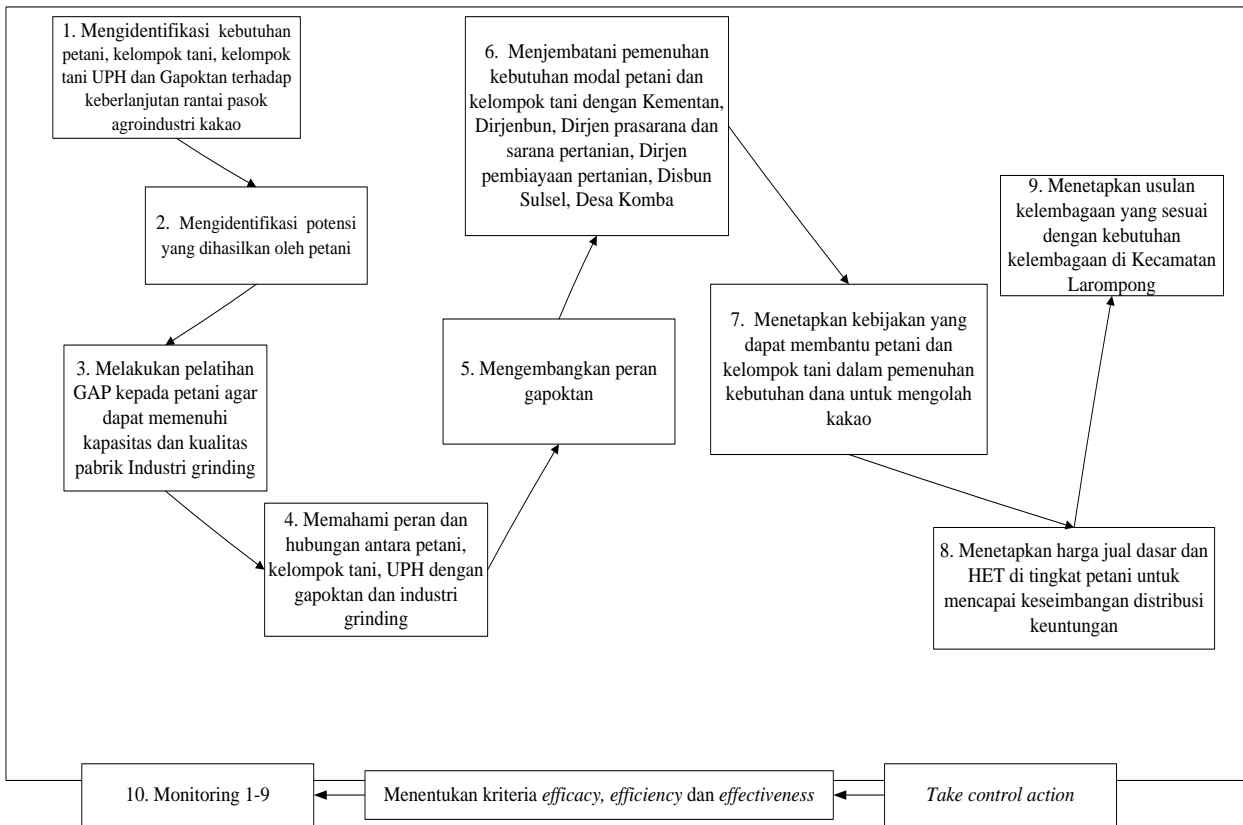 1. Mengidentifikasi kebutuhan
petani, kelompok tani, kelompok
tani UPH dan Gapoktan terhadap
keberlanjutan rantai pasok
agroindustri kakao
2. Mengidentifikasi potensi
yang dihasilkan oleh petani
3. Melakukan pelatihan
GAP kepada petani agar
dapat memenuhi
kapasitas dan kualitas
pabrik Industri grinding
4. Memahami peran dan
hubungan antara petani,
kelompok tani, UPH dengan
gapoktan dan industri
grinding
5. Mengembangkan peran
gapoktan
6. Menjembatani pemenuhan
kebutuhan modal petani dan
kelompok tani dengan Kementan,
Dirjenbun, Dirjen prasarana dan
sarana pertanian, Dirjen
pembiayaan pertanian, Disbun
Sulsel, Desa Komba
7. Menetapkan kebijakan yang
dapat membantu petani dan
kelompok tani dalam pemenuhan
kebutuhan dana untuk mengolah
kakao
8. Menetapkan harga jual dasar dan
HET di tingkat petani untuk
mencapai keseimbangan distribusi
keuntungan
9. Menetapkan usulan
kelembagaan yang sesuai
dengan kebutuhan
kelembagaan di Kecamatan
Larompong
10. Monitoring 1-9
Menentukan kriteria efficacy, efficiency dan effectiveness
Take control action